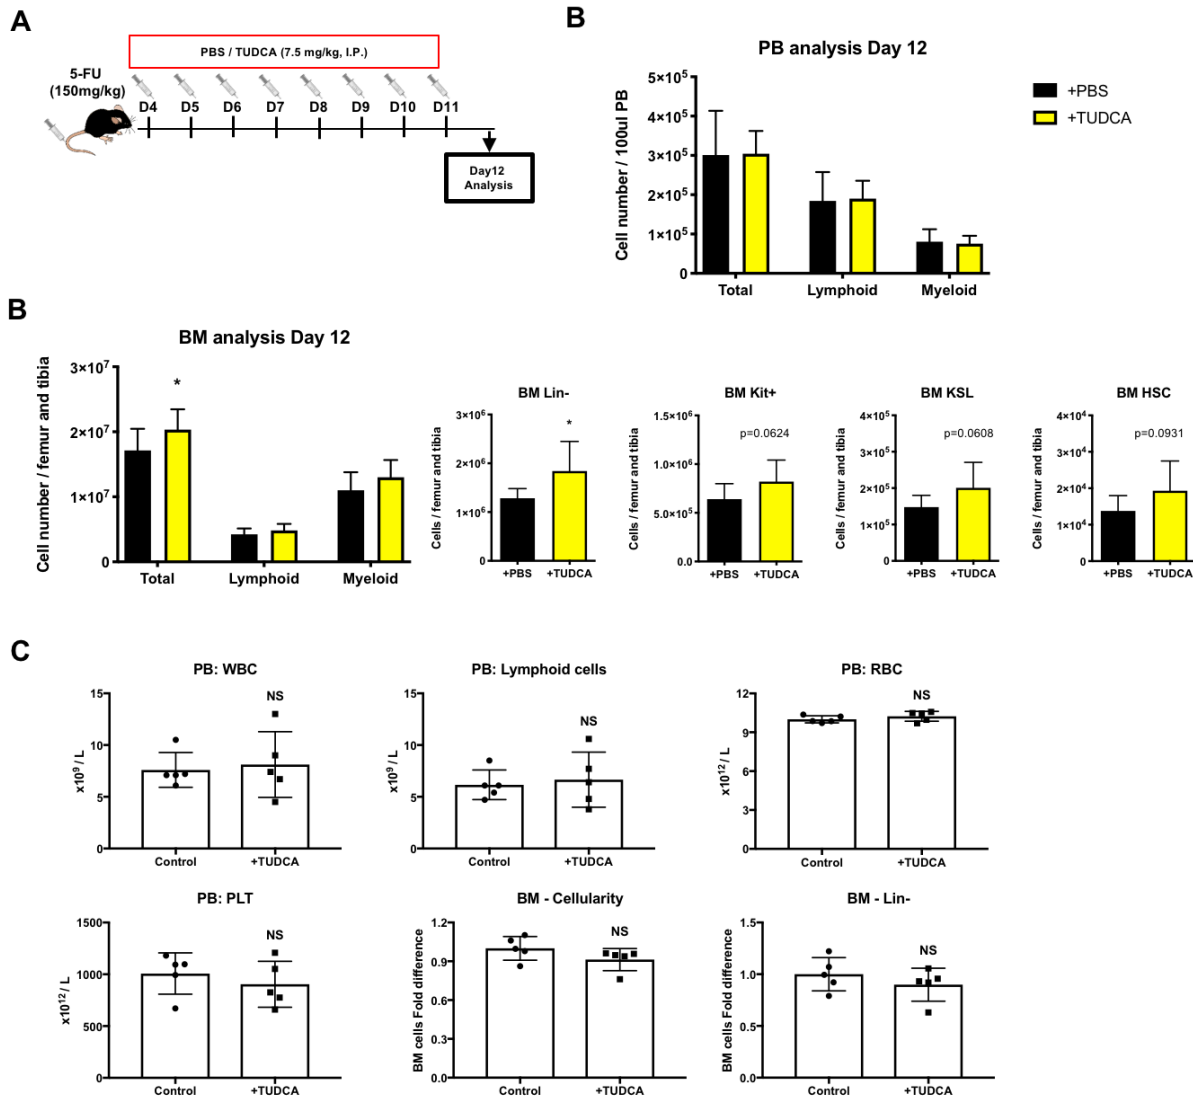 A
PBS / TUDCA (7.5 mg/kg, I.P.)
5-FU
(150mg/kg)
D4 D5 D6 D7 D8 D9 D10 D11
Day12
Analysis
B
PB analysis Day 12
Cell number / 100ul PB
5×10⁵
4×10⁵
3×10⁵
2×10⁵
1×10⁵
0
Total Lymphoid Myeloid
+PBS
+TUDCA
B
BM analysis Day 12
Cell number / femur and tibia
3×10⁷
2×10⁷
1×10⁷
0
*
Total Lymphoid Myeloid
BM Lin-
Cells / femur and tibia
3×10⁶
2×10⁶
1×10⁶
0
*
+PBS +TUDCA
BM Kit+
Cells / femur and tibia
1.5×10⁶
1.0×10⁶
5.0×10⁵
0.0
p=0.0624
+PBS +TUDCA
BM KSL
Cells / femur and tibia
4×10⁵
3×10⁵
2×10⁵
1×10⁵
0
p=0.0608
+PBS +TUDCA
BM HSC
Cells / femur and tibia
4×10⁴
3×10⁴
2×10⁴
1×10⁴
0
p=0.0931
+PBS +TUDCA
C
PB: WBC
x10⁹ / L
15
10
5
0
NS
Control +TUDCA
PB: Lymphoid cells
x10⁹ / L
15
10
5
0
NS
Control +TUDCA
PB: RBC
x10¹² / L
12
9
6
3
0
NS
Control +TUDCA
PB: PLT
x10¹² / L
1500
1000
500
0
NS
Control +TUDCA
BM - Cellularity
BM cells Fold difference
1.2
0.9
0.6
0.3
0.0
NS
Control +TUDCA
BM - Lin-
BM cells Fold difference
1.5
1.0
0.5
0.0
NS
Control +TUDCA